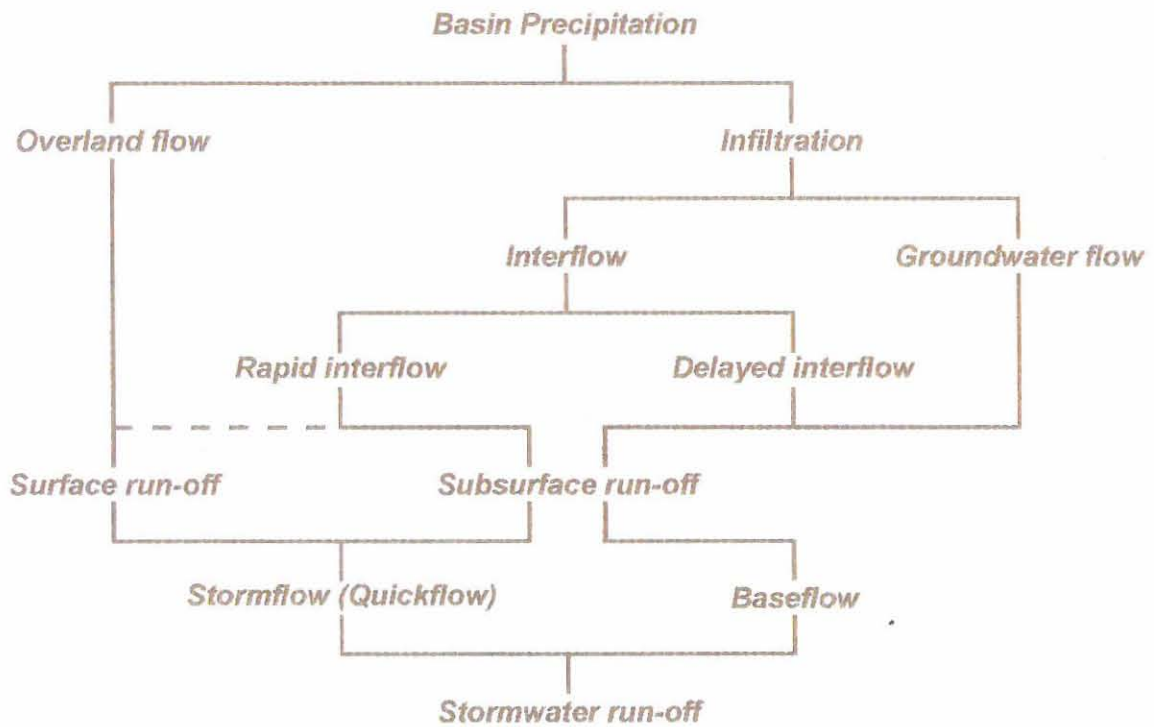 Basin Precipitation
Overland flow
Infiltration
Interflow
Groundwater flow
Rapid interflow
Delayed interflow
Surface run-off
Subsurface run-off
Stormflow (Quickflow)
Baseflow
Stormwater run-off